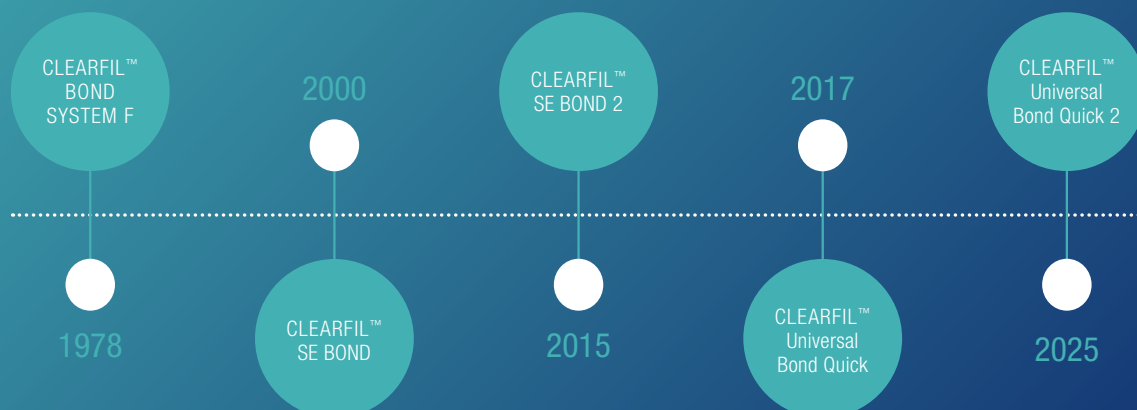 CLEARFIL™
BOND
SYSTEM F
1978
2000
CLEARFIL™
SE BOND
CLEARFIL™
SE BOND 2
2015
2017
CLEARFIL™
Universal
Bond Quick
CLEARFIL™
Universal
Bond Quick 2
2025